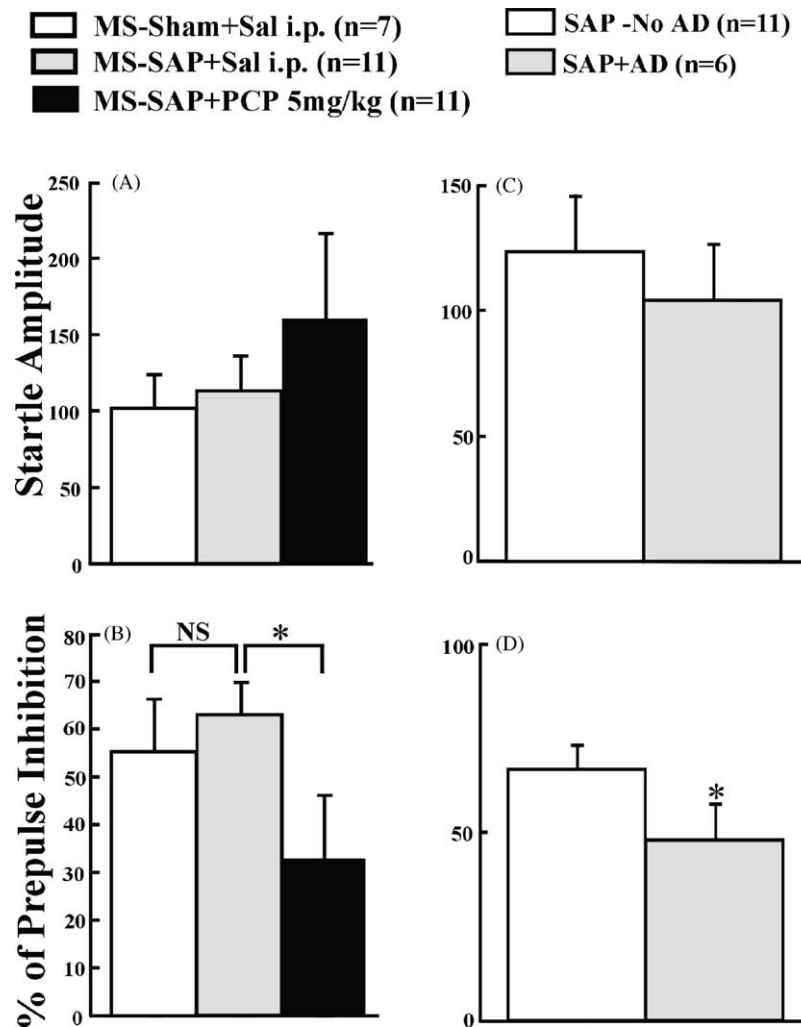 MS-Sham+Sal i.p. (n=7)
MS-SAP+Sal i.p. (n=11)
MS-SAP+PCP 5mg/kg (n=11)
SAP -No AD (n=11)
SAP+AD (n=6)
Startle Amplitude
(A)
250
200
150
100
50
0
(C)
150
100
50
0
% of Prepulse Inhibition
(B)
NS
*
80
70
60
50
40
30
20
10
0
(D)
*
100
50
0